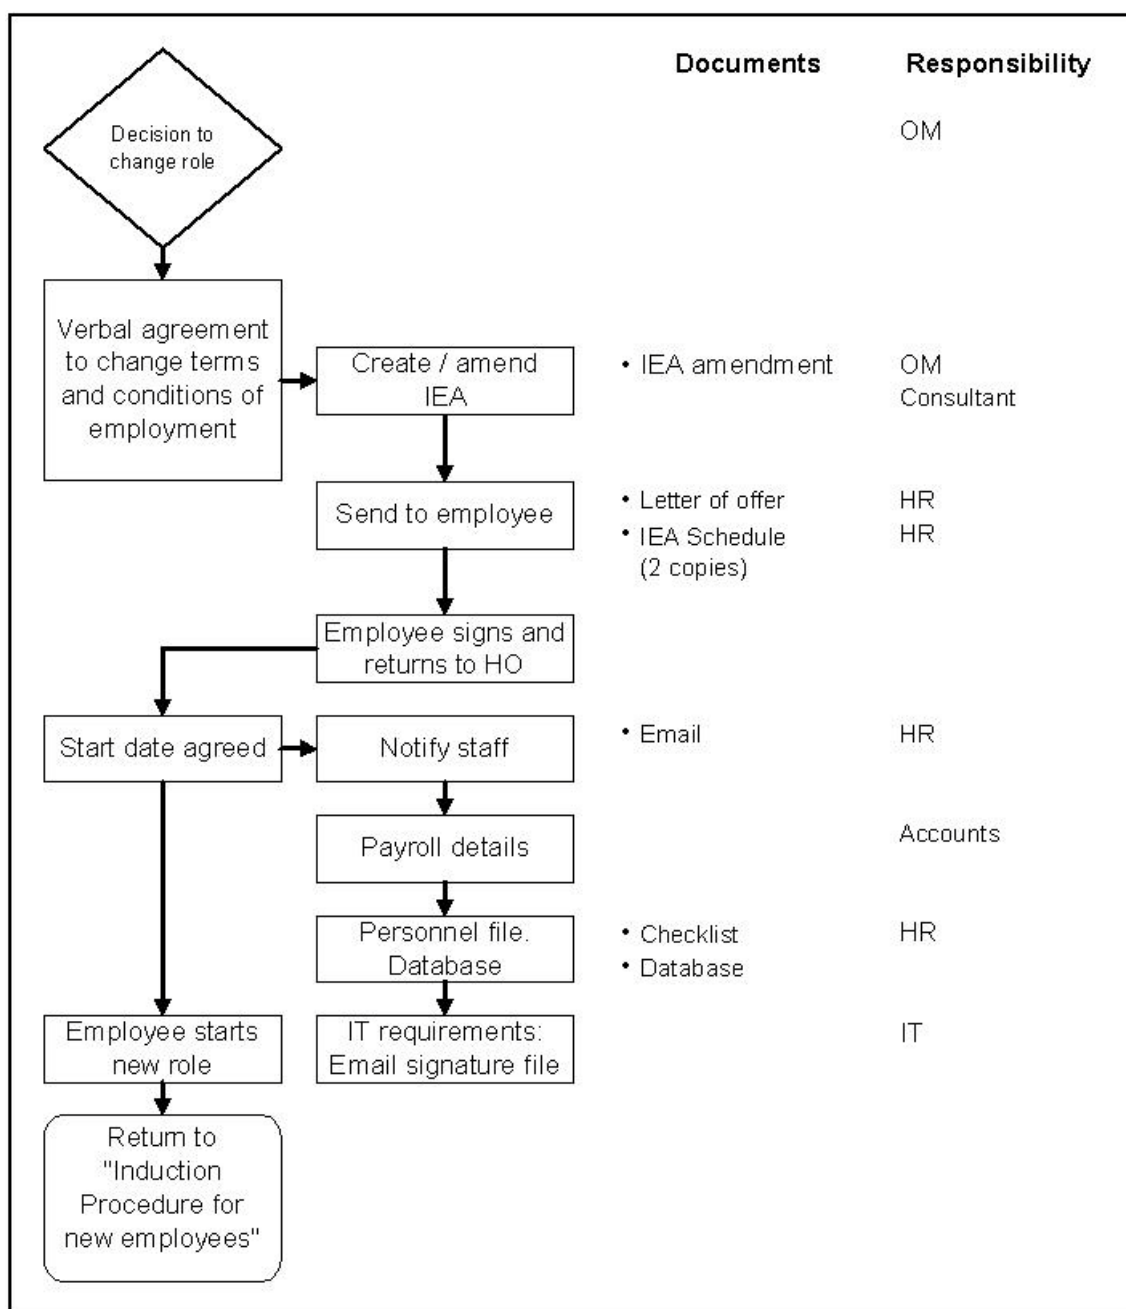 Documents
Responsibility
Decision to
change role
OM
Verbal agreement
to change terms
and conditions of
employment
Create / amend
IEA
• IEA amendment
OM
Consultant
Send to employee
• Letter of offer
HR
• IEA Schedule
(2 copies)
HR
Employee signs and
returns to HO
Start date agreed
Notify staff
• Email
HR
Payroll details
Accounts
Personnel file.
Database
• Checklist
• Database
HR
Employee starts
new role
IT requirements:
Email signature file
IT
Return to
"Induction
Procedure for
new employees"